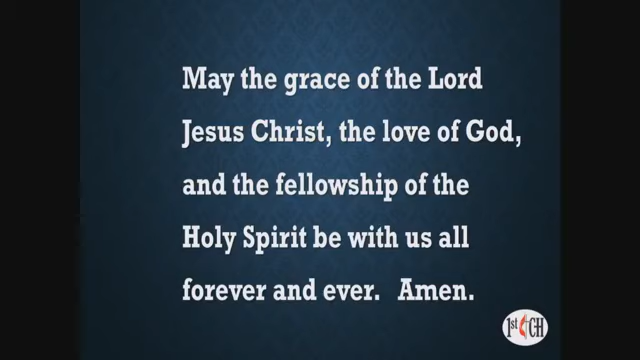 May the grace of the Lord
Jesus Christ, the love of God,
and the fellowship of the
Holy Spirit be with us all
forever and ever. Amen.
1st CH